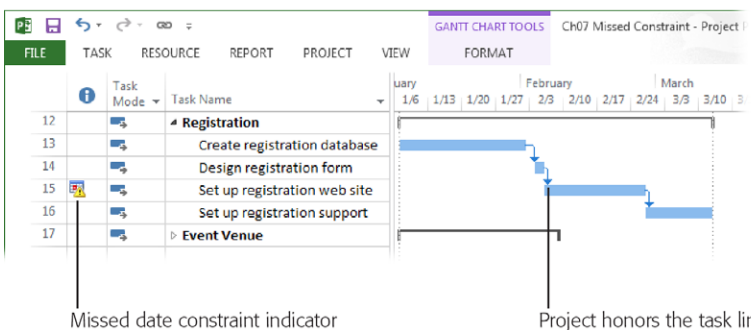 GANTT CHART TOOLS Ch07 Missed Constraint - Project
FILE TASK RESOURCE REPORT PROJECT VIEW FORMAT
Task Mode Task Name
uary February March
1/6 1/13 1/20 1/27 2/3 2/10 2/17 2/24 3/3 3/10 3
12 Registration
13 Create registration database
14 Design registration form
15 Set up registration web site
16 Set up registration support
17 Event Venue
Missed date constraint indicator
Project honors the task lin